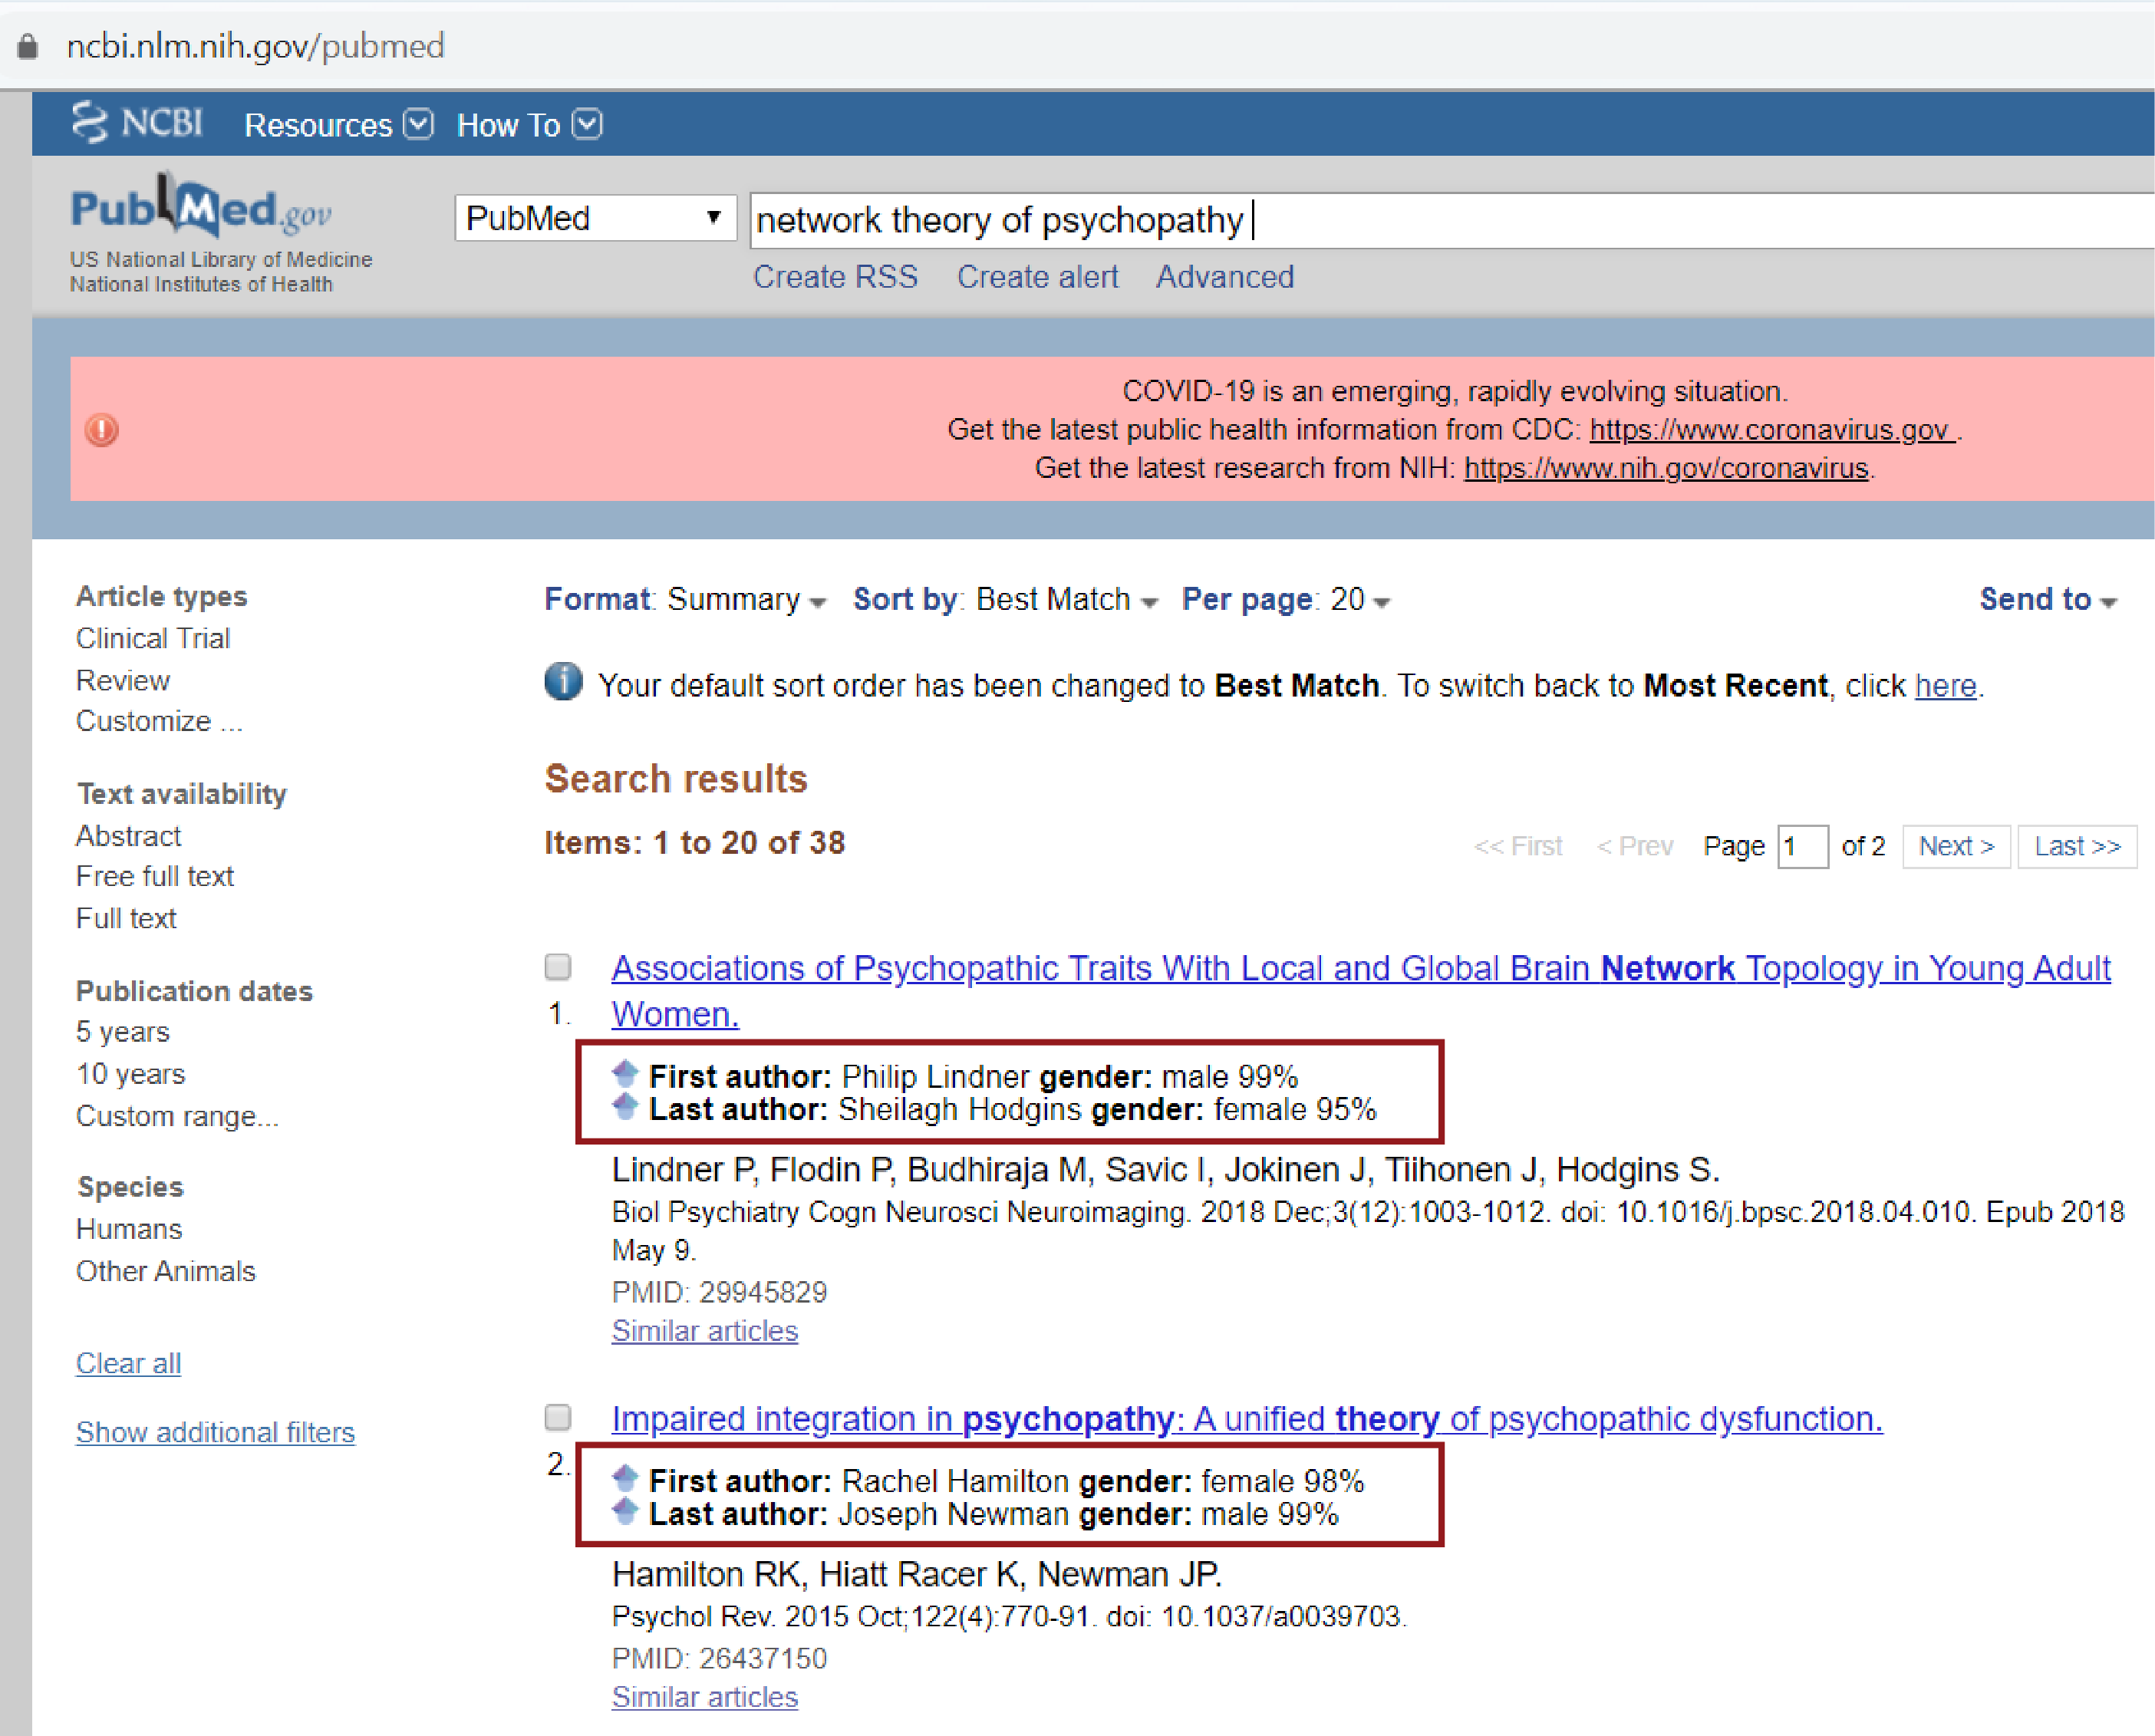 ncbi.nlm.nih.gov/pubmed
NCBI Resources How To
PubMed.gov
US National Library of Medicine
National Institutes of Health
PubMed
network theory of psychopathy
Create RSS Create alert Advanced
COVID-19 is an emerging, rapidly evolving situation.
Get the latest public health information from CDC: https://www.coronavirus.gov .
Get the latest research from NIH: https://www.nih.gov/coronavirus.
Article types
Clinical Trial
Review
Customize ...
Text availability
Abstract
Free full text
Full text
Publication dates
5 years
10 years
Custom range...
Species
Humans
Other Animals
Clear all
Show additional filters
Format: Summary Sort by: Best Match Per page: 20 Send to
Your default sort order has been changed to Best Match. To switch back to Most Recent, click here.
Search results
Items: 1 to 20 of 38
<< First < Prev Page 1 of 2 Next > Last >>
Associations of Psychopathic Traits With Local and Global Brain Network Topology in Young Adult
1. Women.
First author: Philip Lindner gender: male 99%
Last author: Sheilagh Hodgins gender: female 95%
Lindner P, Flodin P, Budhiraja M, Savic I, Jokinen J, Tiihonen J, Hodgins S.
Biol Psychiatry Cogn Neurosci Neuroimaging. 2018 Dec;3(12):1003-1012. doi: 10.1016/j.bpsc.2018.04.010. Epub 2018
May 9.
PMID: 29945829
Similar articles
Impaired integration in psychopathy: A unified theory of psychopathic dysfunction.
2.
First author: Rachel Hamilton gender: female 98%
Last author: Joseph Newman gender: male 99%
Hamilton RK, Hiatt Racer K, Newman JP.
Psychol Rev. 2015 Oct;122(4):770-91. doi: 10.1037/a0039703.
PMID: 26437150
Similar articles